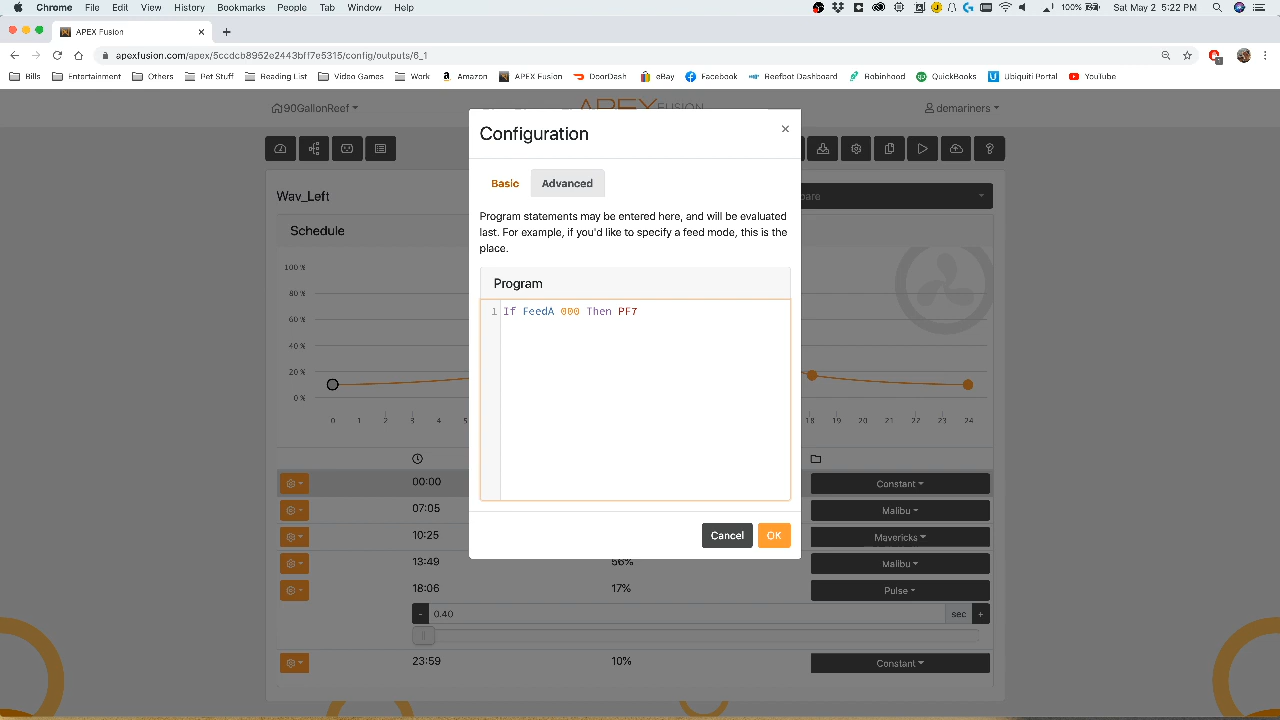 Chrome File Edit View History Bookmarks People Tab Window Help 100% Sat May 2 5:22 PM
APEX Fusion
apexfusion.com/apex/5ccdcb8952e2443bf17e5315/config/outputs/6_1
Bills Entertainment Others Pet Stuff Reading List Video Games Work Amazon APEX Fusion DoorDash eBay Facebook Reefbot Dashboard Robinhood QuickBooks Ubiquiti Portal YouTube
90GallonReef APEX FUSION demariners
Configuration
Basic Advanced
Program statements may be entered here, and will be evaluated
last. For example, if you'd like to specify a feed mode, this is the
place.
Program
1 If FeedA 000 Then PF7
Cancel OK
Wav_Left
Schedule
100 %
80 %
60 %
40 %
20 %
0 %
0 1 2 3 4 5 18 19 20 21 22 23 24
00:00 Constant
07:05 Malibu
10:25 Mavericks
13:49 56% Malibu
18:06 17% Pulse
- 0.40 sec +
23:59 10% Constant